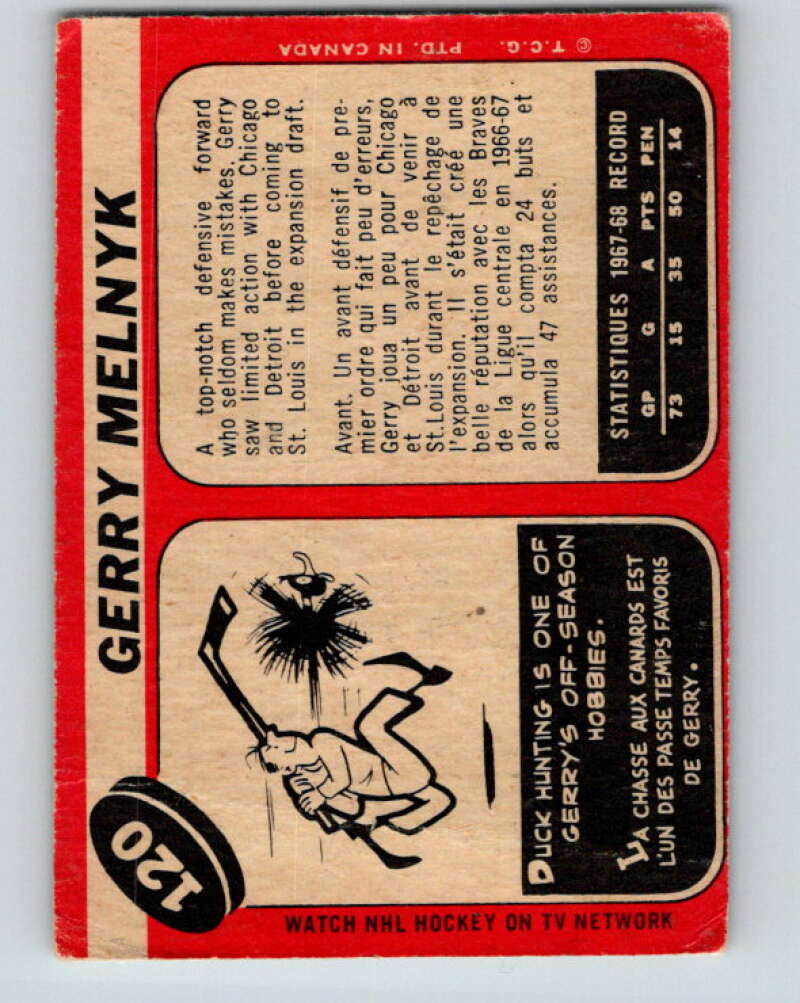 120
GERRY MELNYK
A top-notch defensive forward
who seldom makes mistakes. Gerry
saw limited action with Chicago
and Detroit before coming to
St. Louis in the expansion draft.
Avant. Un avant défensif de pre-
mier ordre qui fait peu d'erreurs,
Gerry joua un peu pour Chicago
et Détroit avant de venir à
St.Louis durant le repêchage de
l'expansion. Il s'était créé une
belle réputation avec les Braves
de la Ligue centrale en 1966-67
alors qu'il compta 24 buts et
accumula 47 assistances.
STATISTIQUES 1967-68 RECORD
GP G A PTS PEN
73 15 35 50 14
DUCK HUNTING IS ONE OF
GERRY'S OFF-SEASON
HOBBIES.
LA CHASSE AUX CANARDS EST
L'UN DES PASSE TEMPS FAVORIS
DE GERRY.
WATCH NHL HOCKEY ON TV NETWORK
© T.C.G. PTD. IN CANADA